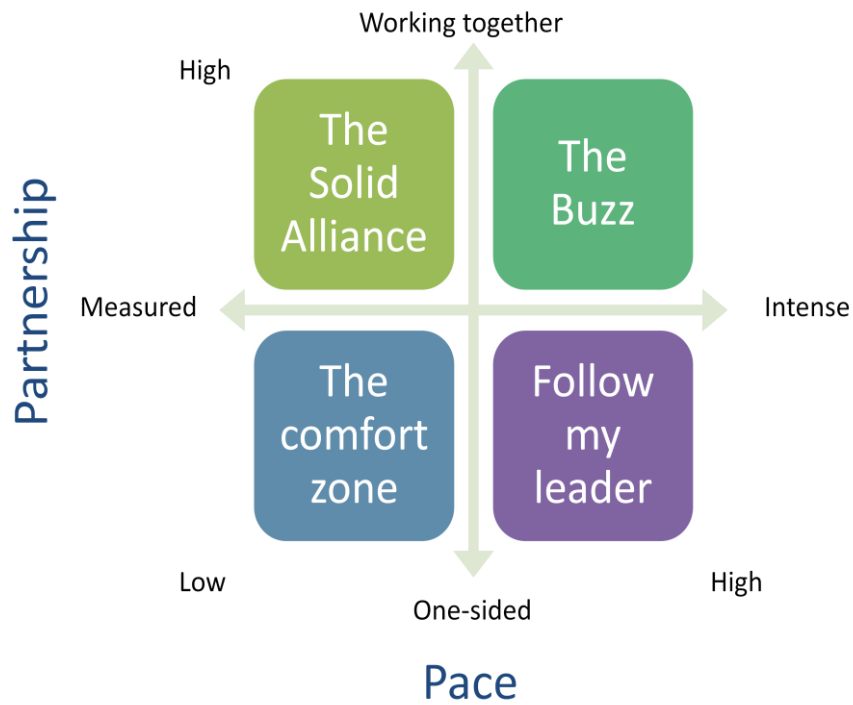 Working together
High
The
Solid
Alliance
The
Buzz
Partnership
Measured
Intense
The
comfort
zone
Follow
my
leader
Low
High
One-sided
Pace